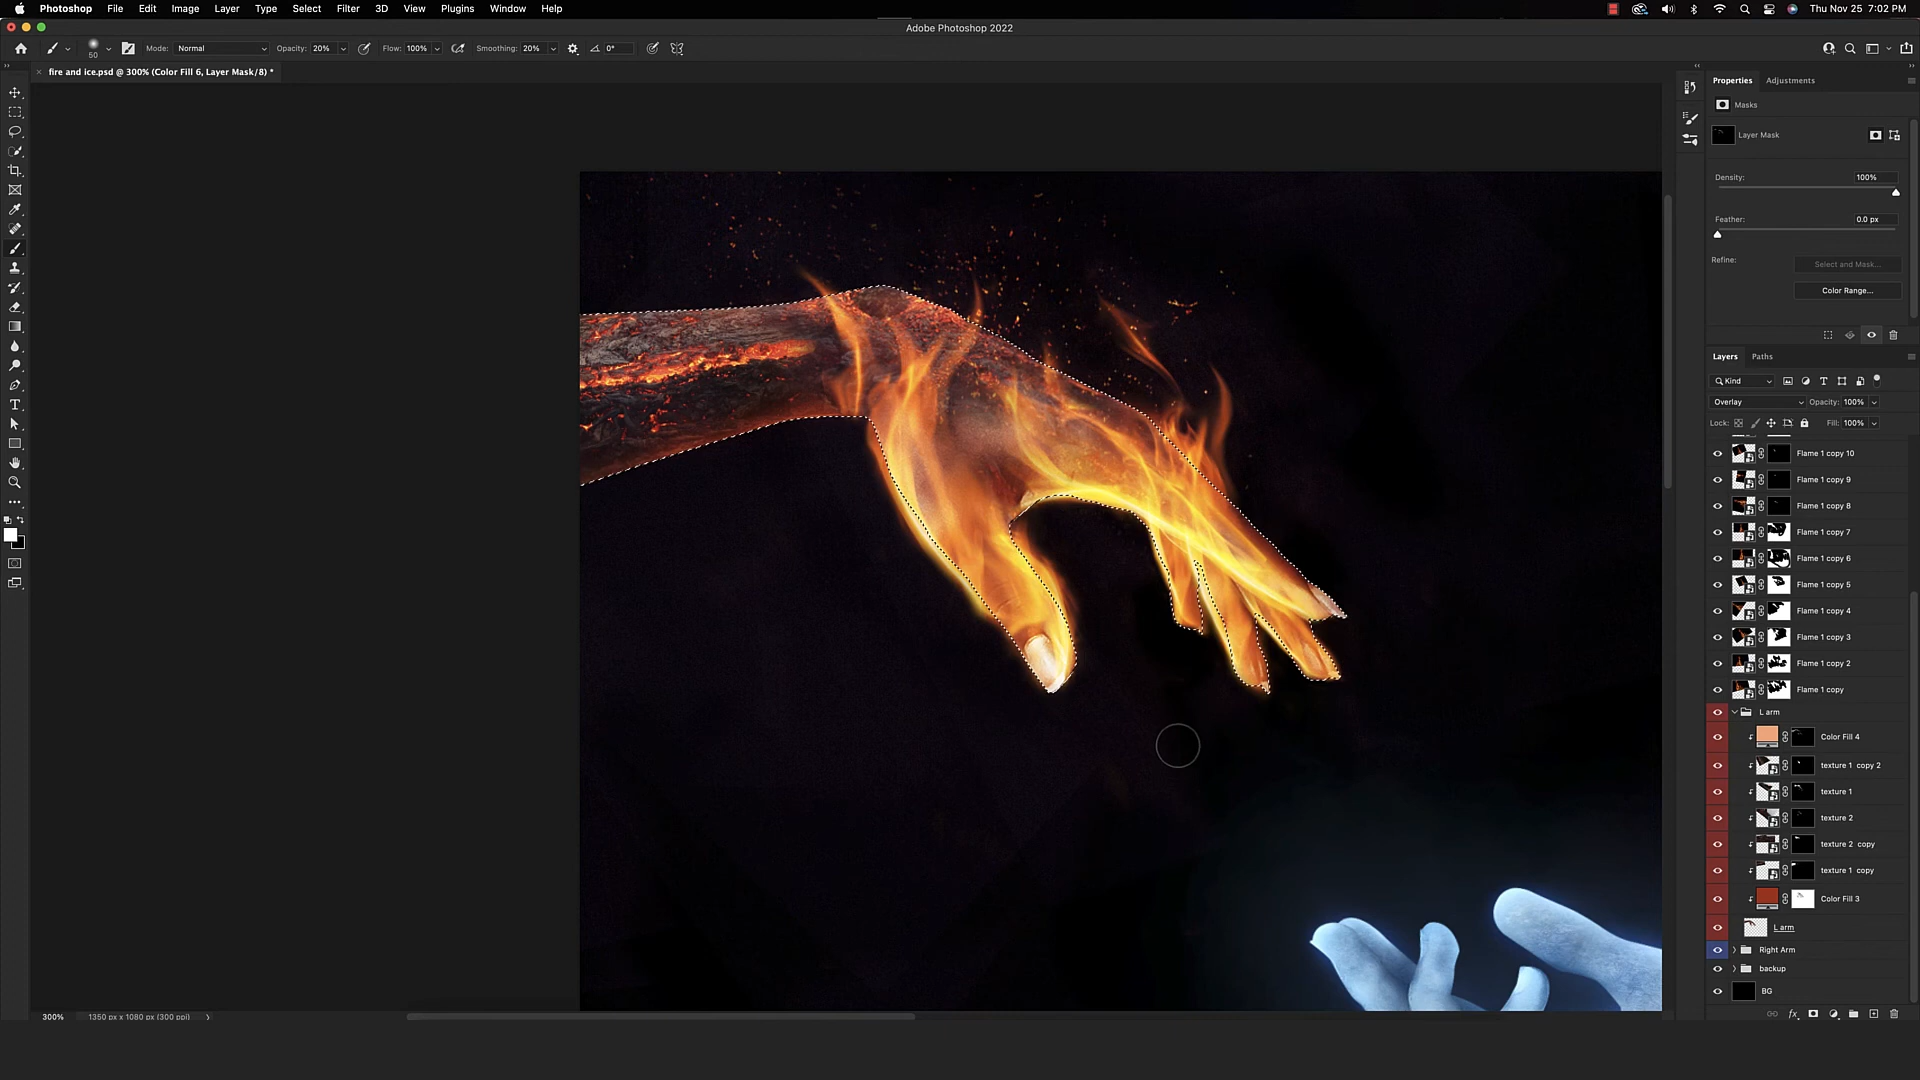 Photoshop File Edit Image Layer Type Select Filter 3D View Plugins Window Help Thu Nov 25 7:02 PM
Adobe Photoshop 2022
50 Mode: Normal Opacity: 20% Flow: 100% Smoothing: 20% 0°
× fire and ice.psd @ 300% (Color Fill 6, Layer Mask/8) *
Properties Adjustments
Masks
Layer Mask
Density: 100%
Feather: 0.0 px
Refine: Select and Mask...
Color Range...
Layers Paths
Kind
Overlay Opacity: 100%
Lock: Fill: 100%
Flame 1 copy 10
Flame 1 copy 9
Flame 1 copy 8
Flame 1 copy 7
Flame 1 copy 6
Flame 1 copy 5
Flame 1 copy 4
Flame 1 copy 3
Flame 1 copy 2
Flame 1 copy
L arm
Color Fill 4
texture 1 copy 2
texture 1
texture 2
texture 2 copy
texture 1 copy
Color Fill 3
L arm
Right Arm
backup
BG
300% 1350 px x 1080 px (300 ppi)